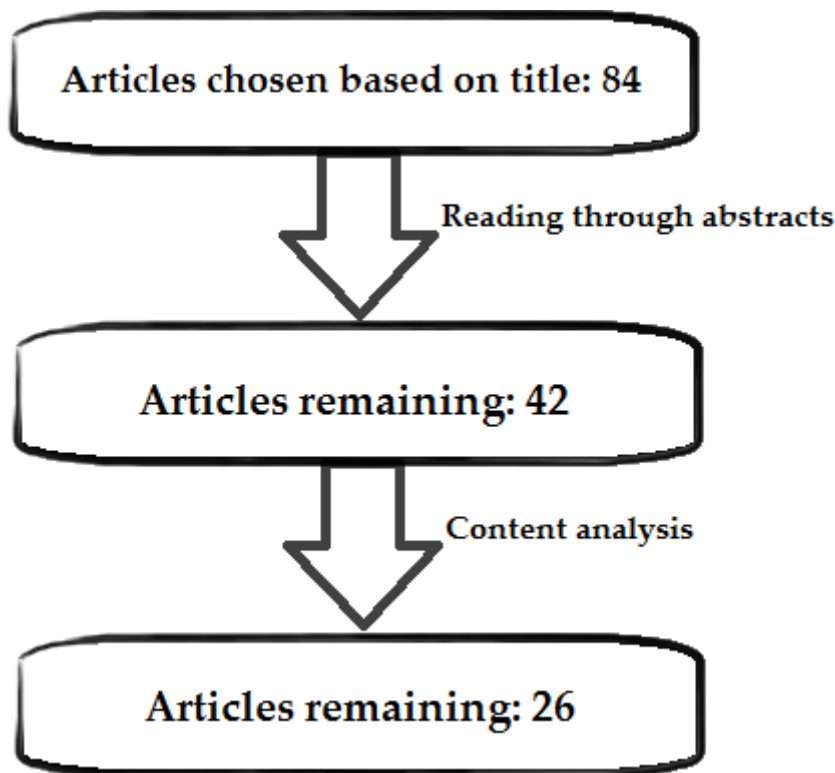 Articles chosen based on title: 84
Reading through abstracts
Articles remaining: 42
Content analysis
Articles remaining: 26